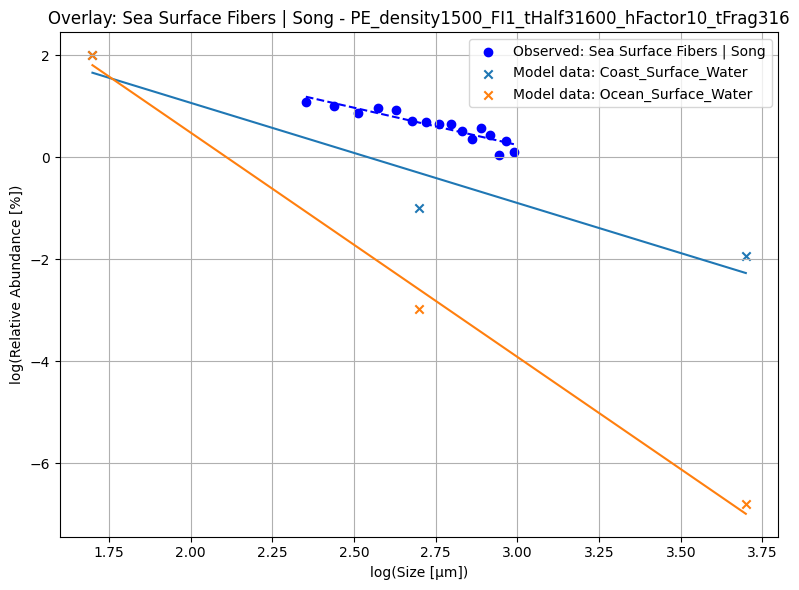 Overlay: Sea Surface Fibers | Song - PE_density1500_FI1_tHalf31600_hFactor10_tFrag316
Observed: Sea Surface Fibers | Song
Model data: Coast_Surface_Water
Model data: Ocean_Surface_Water
log(Relative Abundance [%])
2
0
−2
−4
−6
1.75 2.00 2.25 2.50 2.75 3.00 3.25 3.50 3.75
log(Size [µm])